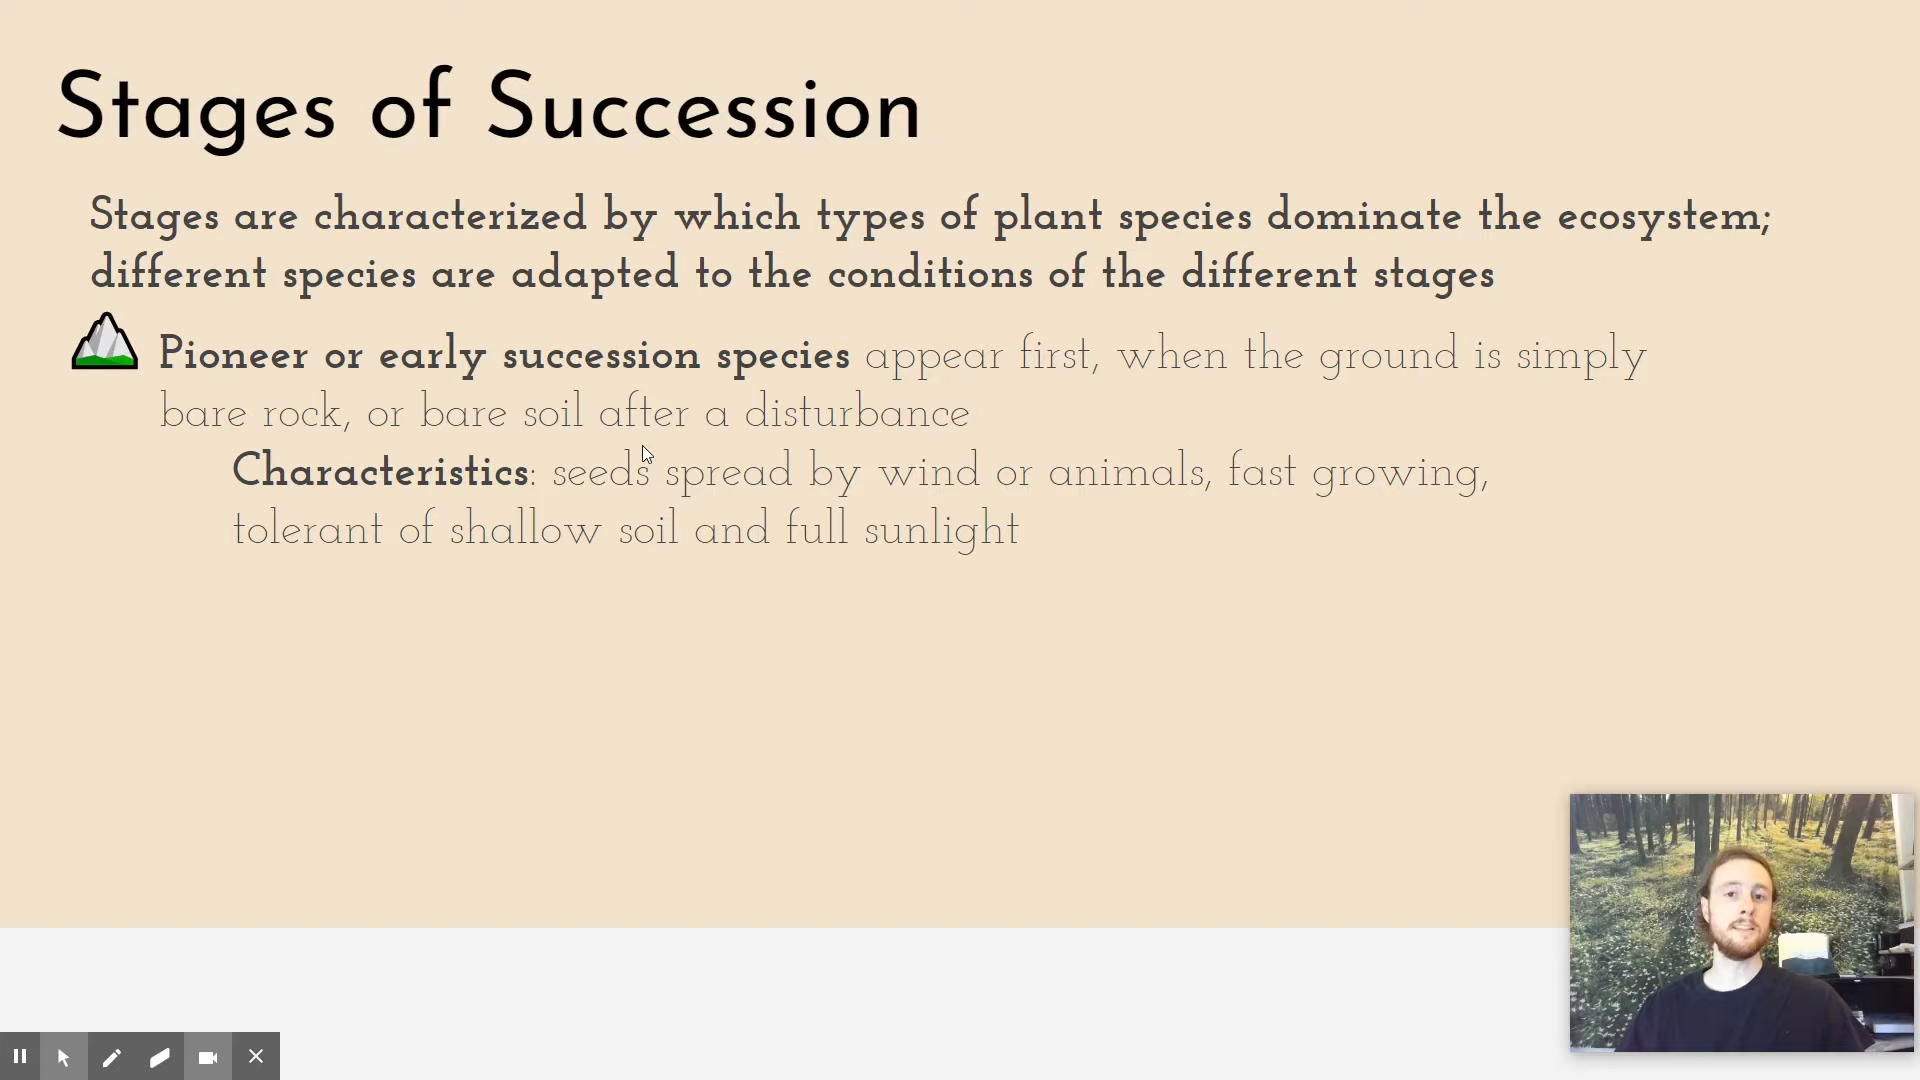 Stages of Succession
Stages are characterized by which types of plant species dominate the ecosystem;
different species are adapted to the conditions of the different stages
Pioneer or early succession species appear first, when the ground is simply
bare rock, or bare soil after a disturbance
Characteristics: seeds spread by wind or animals, fast growing,
tolerant of shallow soil and full sunlight